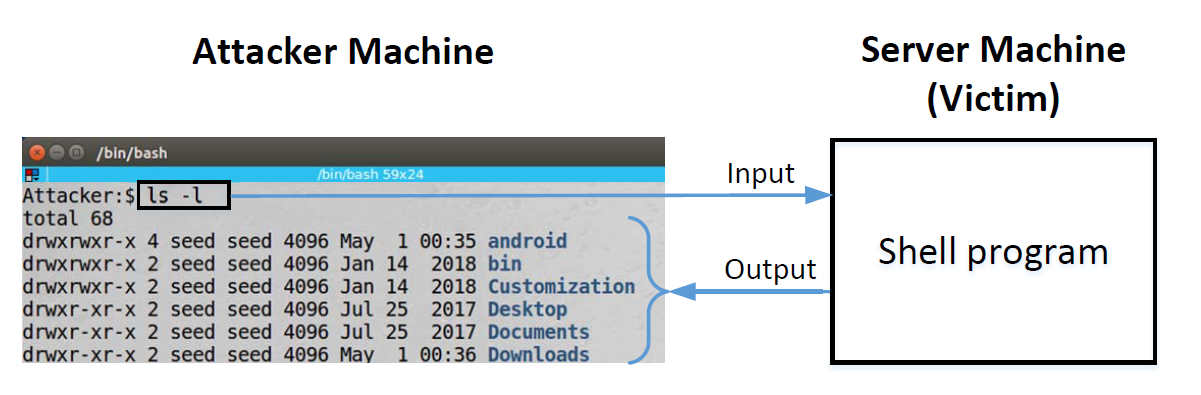 Attacker Machine
Server Machine
(Victim)
/bin/bash
/bin/bash 59x24
Attacker:$ ls -l
total 68
drwxrwxr-x 4 seed seed 4096 May  1 00:35 android
drwxrwxr-x 2 seed seed 4096 Jan 14  2018 bin
drwxrwxr-x 2 seed seed 4096 Jan 14  2018 Customization
drwxr-xr-x 2 seed seed 4096 Jul 25  2017 Desktop
drwxr-xr-x 2 seed seed 4096 Jul 25  2017 Documents
drwxr-xr-x 2 seed seed 4096 May  1 00:36 Downloads
Input
Output
Shell program